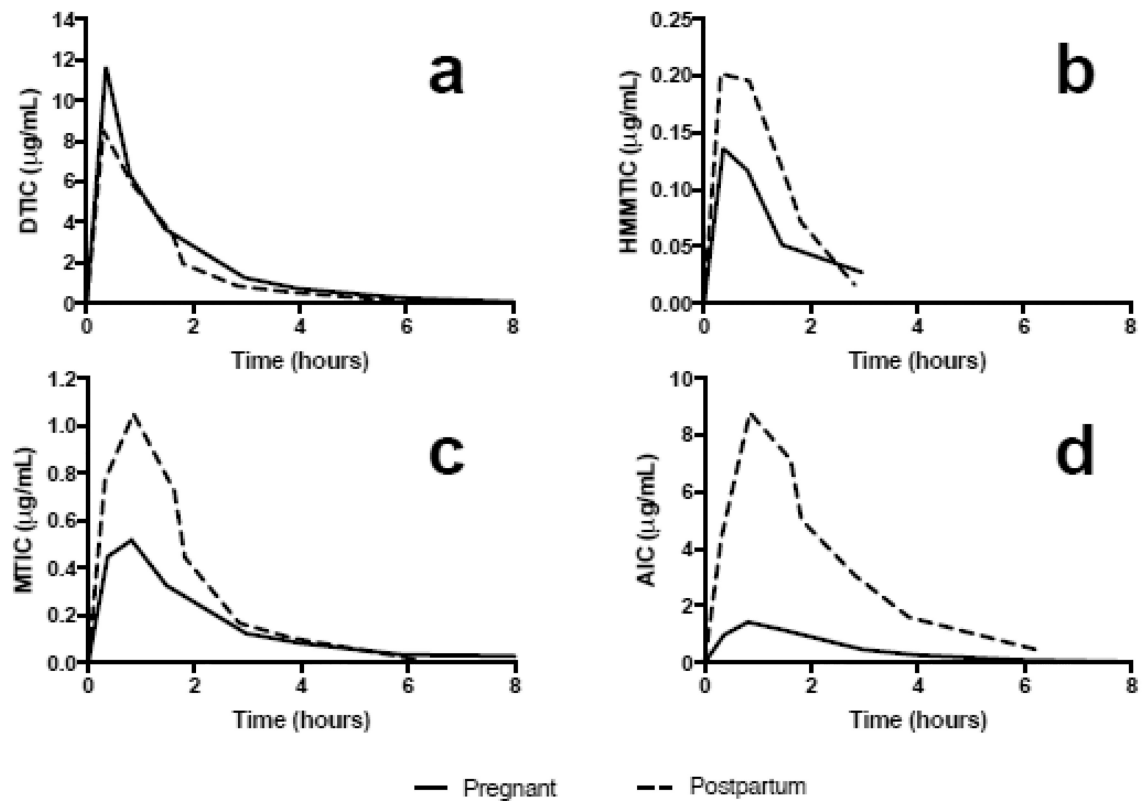 a
DTIC (µg/mL)
14
12
10
8
6
4
2
0
0 2 4 6 8
Time (hours)
b
HMMTIC (µg/mL)
0.25
0.20
0.15
0.10
0.05
0.00
0 2 4 6 8
Time (hours)
c
MTIC (µg/mL)
1.2
1.0
0.8
0.6
0.4
0.2
0.0
0 2 4 6 8
Time (hours)
d
AIC (µg/mL)
10
8
6
4
2
0
0 2 4 6 8
Time (hours)
Pregnant
Postpartum